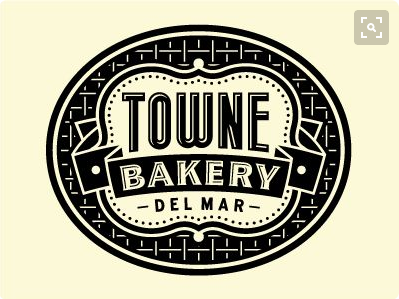 TOWNE
BAKERY
– DEL MAR –